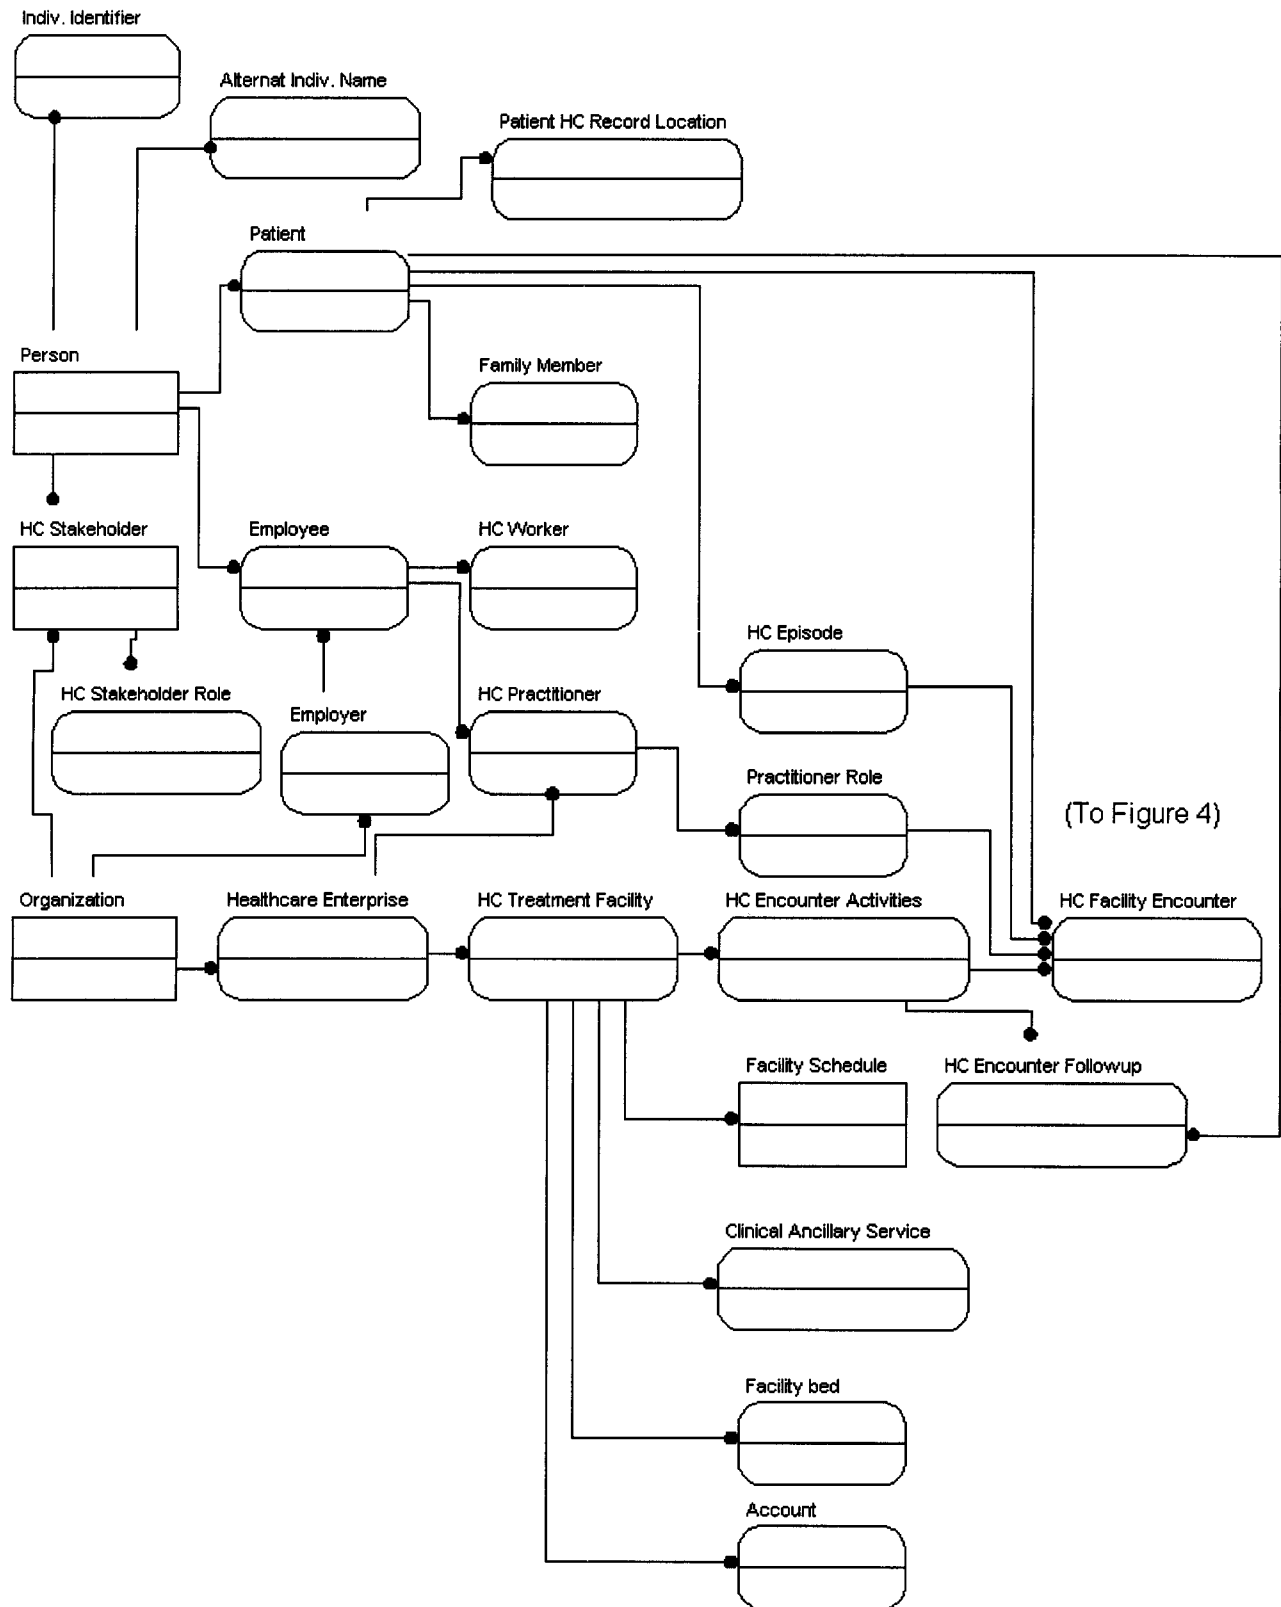 Indiv. Identifier
Alternat Indiv. Name
Patient HC Record Location
Patient
Person
Family Member
HC Stakeholder
Employee
HC Worker
HC Episode
HC Stakeholder Role
Employer
HC Practitioner
Practitioner Role
(To Figure 4)
Organization
Healthcare Enterprise
HC Treatment Facility
HC Encounter Activities
HC Facility Encounter
Facility Schedule
HC Encounter Followup
Clinical Ancillary Service
Facility bed
Account